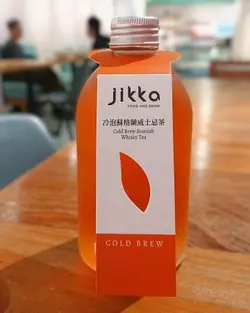 jikka
FOOD AND DRINK
冷泡蘇格蘭威士忌茶
Cold Brew Scottish
Whisky Tea
COLD BREW